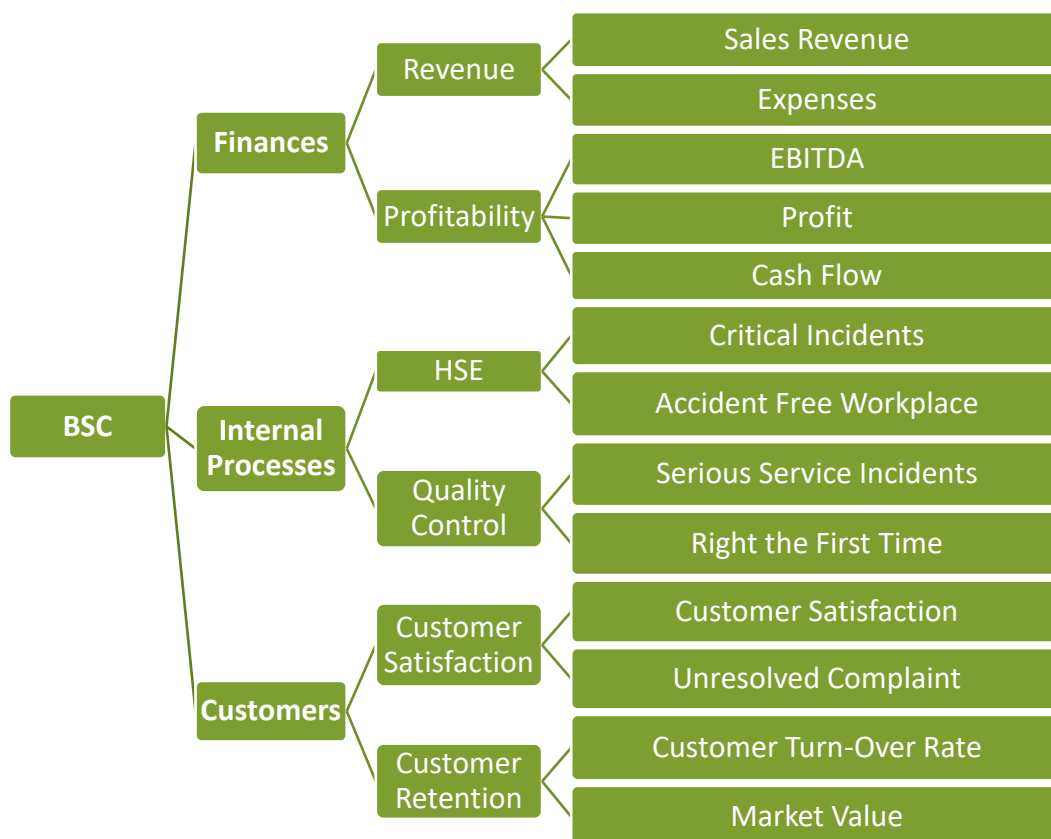 BSC
Finances
Revenue
Sales Revenue
Expenses
Profitability
EBITDA
Profit
Cash Flow
Internal
Processes
HSE
Critical Incidents
Accident Free Workplace
Quality
Control
Serious Service Incidents
Right the First Time
Customers
Customer
Satisfaction
Customer Satisfaction
Unresolved Complaint
Customer
Retention
Customer Turn-Over Rate
Market Value